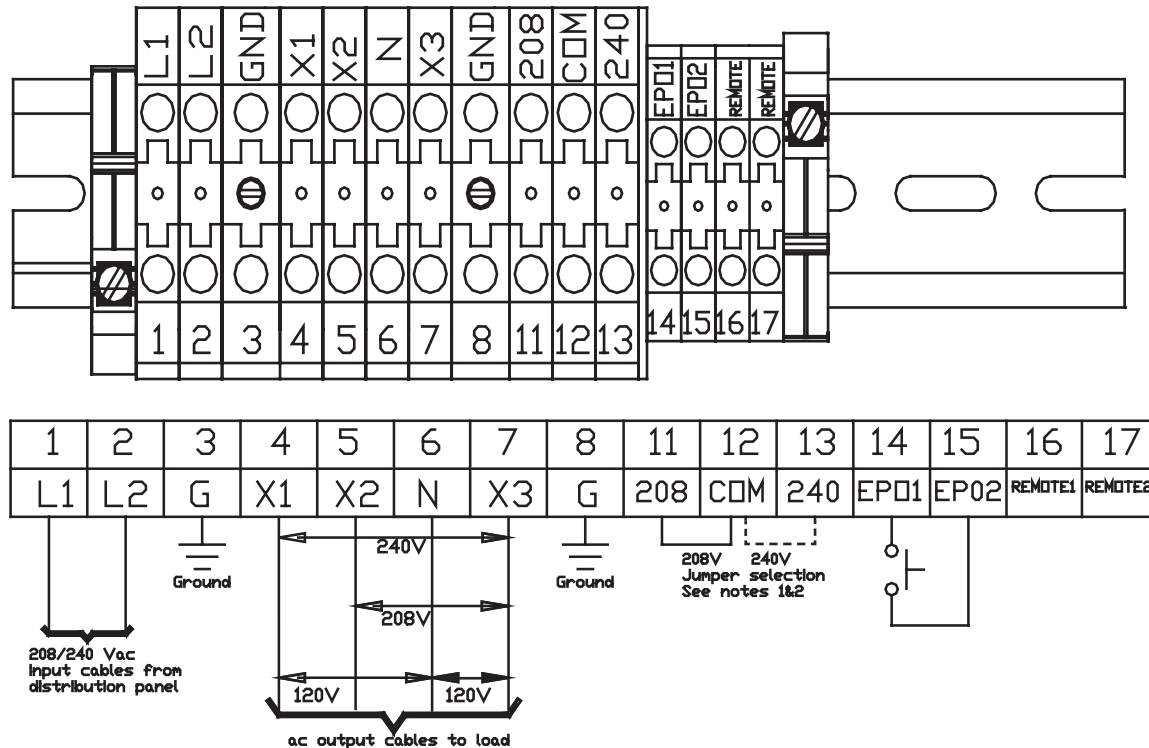 L1 L2 GND X1 X2 N X3 GND 208 COM 240 EPO1 EPO2 REMOTE REMOTE
1 2 3 4 5 6 7 8 11 12 13 14 15 16 17
1 2 3 4 5 6 7 8 11 12 13 14 15 16 17
L1 L2 G X1 X2 N X3 G 208 COM 240 EPO1 EPO2 REMOTE1 REMOTE2
240V
Ground
Ground
208V 240V
Jumper selection
See notes 1&2
208V
208/240 Vac
Input cables from
distribution panel
120V 120V
ac output cables to load